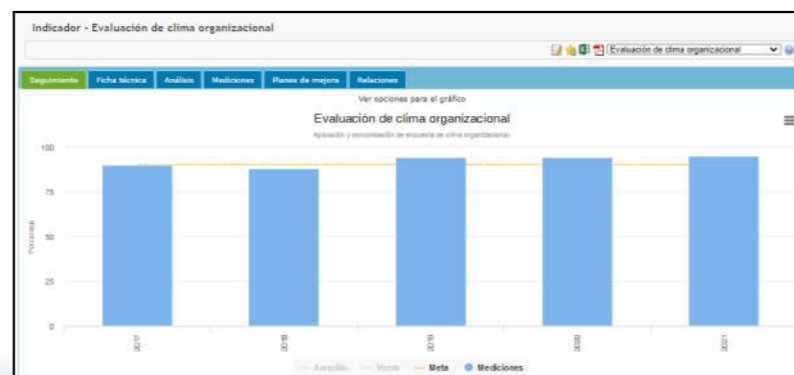 Indicador - Evaluación de clima organizacional
Evaluación de clima organizacional
Seguimiento Ficha técnica Análisis Mediciones Planes de mejora Relaciones
Ver opciones para el gráfico
Evaluación de clima organizacional
Aplicación y consolidación de encuesta de clima organizacional
100
75
50
25
0
Porcentaje
2017 2018 2019 2020 2021
Amarillo Verde Meta Mediciones